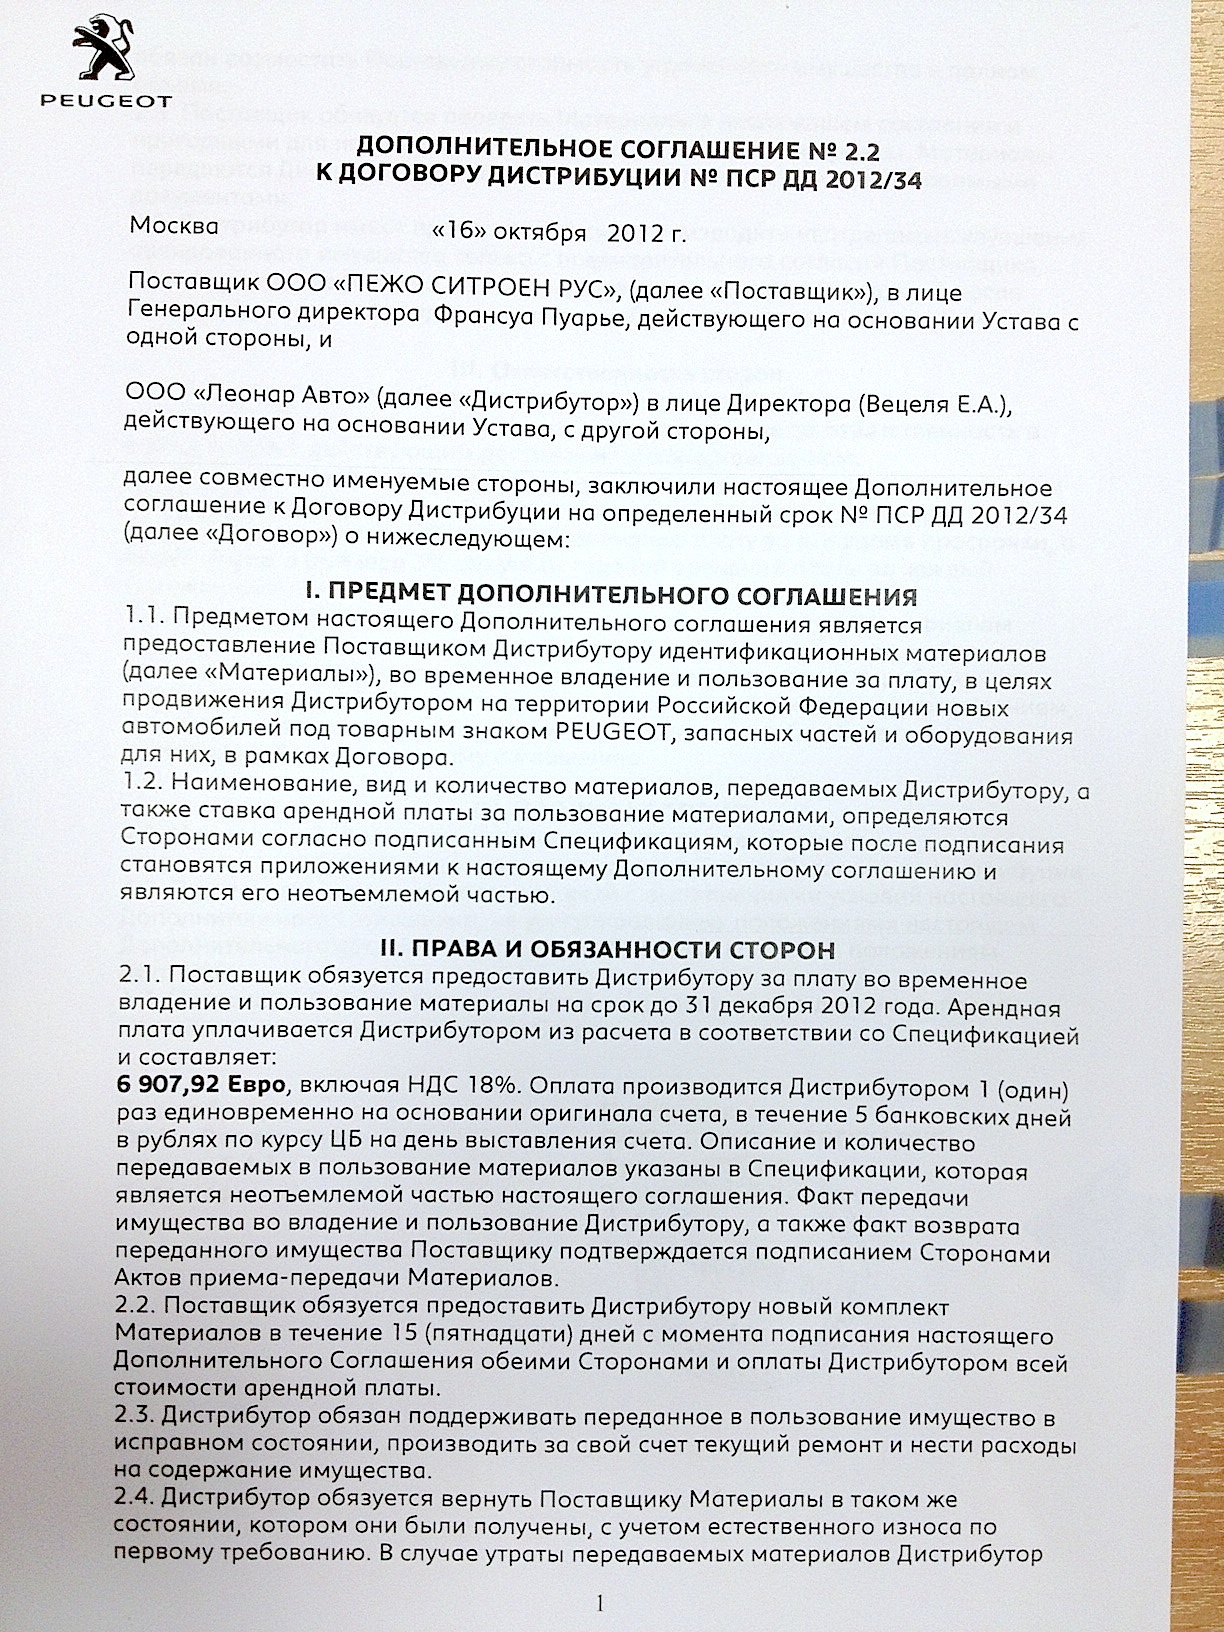 PEUGEOT
ДОПОЛНИТЕЛЬНОЕ СОГЛАШЕНИЕ № 2.2
К ДОГОВОРУ ДИСТРИБУЦИИ № ПСР ДД 2012/34
Москва «16» октября 2012 г.
Поставщик ООО «ПЕЖО СИТРОЕН РУС», (далее «Поставщик»), в лице
Генерального директора Франсуа Пуарье, действующего на основании Устава с
одной стороны, и
ООО «Леонар Авто» (далее «Дистрибутор») в лице Директора (Вецеля Е.А.),
действующего на основании Устава, с другой стороны,
далее совместно именуемые стороны, заключили настоящее Дополнительное
соглашение к Договору Дистрибуции на определенный срок № ПСР ДД 2012/34
(далее «Договор») о нижеследующем:
I. ПРЕДМЕТ ДОПОЛНИТЕЛЬНОГО СОГЛАШЕНИЯ
1.1. Предметом настоящего Дополнительного соглашения является
предоставление Поставщиком Дистрибутору идентификационных материалов
(далее «Материалы»), во временное владение и пользование за плату, в целях
продвижения Дистрибутором на территории Российской Федерации новых
автомобилей под товарным знаком PEUGEOT, запасных частей и оборудования
для них, в рамках Договора.
1.2. Наименование, вид и количество материалов, передаваемых Дистрибутору, а
также ставка арендной платы за пользование материалами, определяются
Сторонами согласно подписанным Спецификациям, которые после подписания
становятся приложениями к настоящему Дополнительному соглашению и
являются его неотъемлемой частью.
II. ПРАВА И ОБЯЗАННОСТИ СТОРОН
2.1. Поставщик обязуется предоставить Дистрибутору за плату во временное
владение и пользование материалы на срок до 31 декабря 2012 года. Арендная
плата уплачивается Дистрибутором из расчета в соответствии со Спецификацией
и составляет:
6 907,92 Евро, включая НДС 18%. Оплата производится Дистрибутором 1 (один)
раз единовременно на основании оригинала счета, в течение 5 банковских дней
в рублях по курсу ЦБ на день выставления счета. Описание и количество
передаваемых в пользование материалов указаны в Спецификации, которая
является неотъемлемой частью настоящего соглашения. Факт передачи
имущества во владение и пользование Дистрибутору, а также факт возврата
переданного имущества Поставщику подтверждается подписанием Сторонами
Актов приема-передачи Материалов.
2.2. Поставщик обязуется предоставить Дистрибутору новый комплект
Материалов в течение 15 (пятнадцати) дней с момента подписания настоящего
Дополнительного Соглашения обеими Сторонами и оплаты Дистрибутором всей
стоимости арендной платы.
2.3. Дистрибутор обязан поддерживать переданное в пользование имущество в
исправном состоянии, производить за свой счет текущий ремонт и нести расходы
на содержание имущества.
2.4. Дистрибутор обязуется вернуть Поставщику Материалы в таком же
состоянии, котором они были получены, с учетом естественного износа по
первому требованию. В случае утраты передаваемых материалов Дистрибутор
1